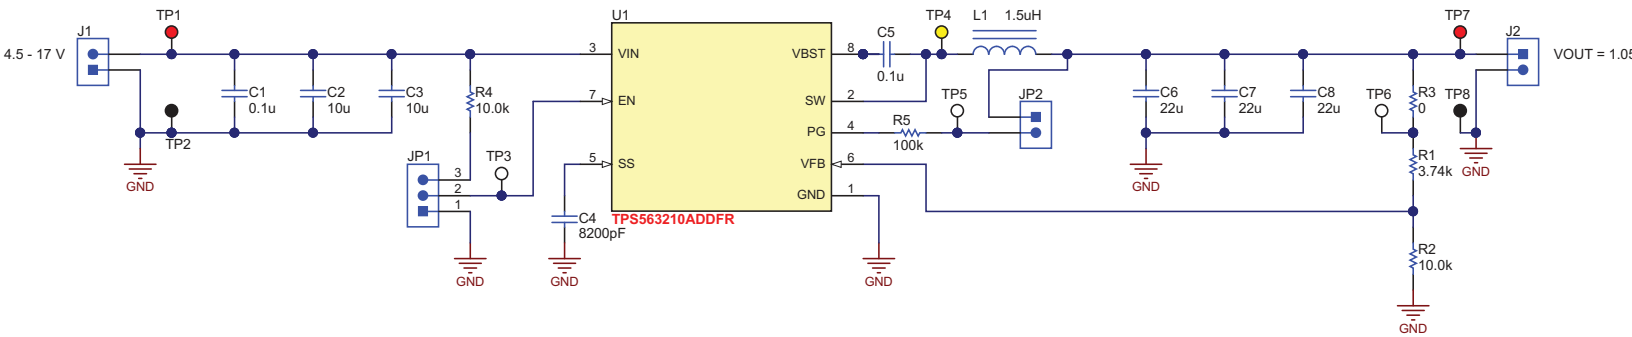 U1
TP1
TP4
L1 1.5uH
TP7
J1
C5
J2
4.5 - 17 V
3 VIN
VBST 8
VOUT = 1.05
0.1u
C1
0.1u
C2
10u
C3
10u
R4
10.0k
7 EN
SW 2
TP5
JP2
C6
22u
C7
22u
C8
22u
TP6
R3
0
TP8
TP2
PG 4
R5
100k
GND
JP1
TP3
5 SS
VFB 6
GND
R1
3.74k
GND
3
2
1
GND 1
C4
8200pF
TPS563210ADDFR
R2
10.0k
GND
GND
GND
GND